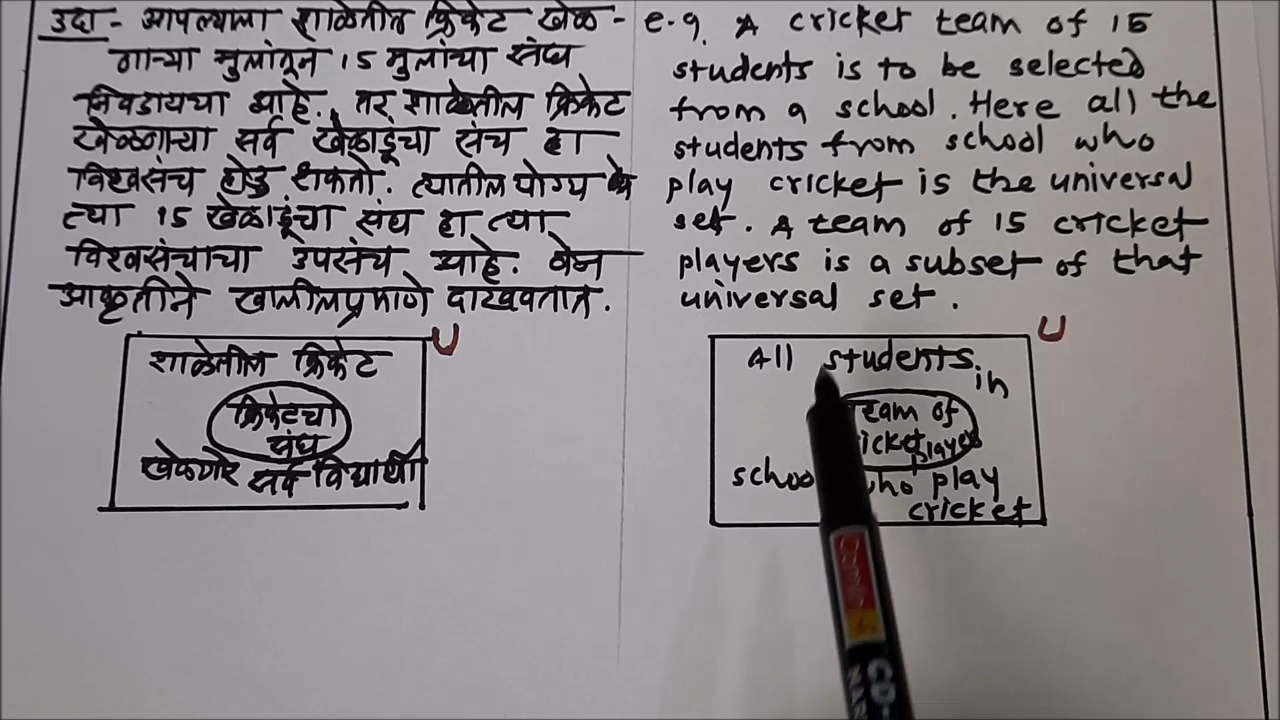 उदा - आपल्याला शाळेतील क्रिकेट खेळ -
णाऱ्या मुलांतून 15 मुलांचा संघ
निवडायचा आहे. तर शाळेतील क्रिकेट
खेळणाऱ्या सर्व खेळाडूंचा संच हा
विश्वसंच होऊ शकतो. त्यातील योग्य
त्या 15 खेळाडूंचा संघ हा त्या
विश्वसंचाचा उपसंच आहे. वेन
आकृतीने खालीलप्रमाणे दाखवतात.
U
शाळेतील क्रिकेट
क्रिकेटचा
संघ
खेळणारे सर्व विद्यार्थी
e.g. A cricket team of 15
students is to be selected
from a school. Here all the
students from school who
play cricket is the universal
set. A team of 15 cricket
players is a subset of that
universal set.
U
All students
in
team of
cricket
player
school who play
cricket
CD-
MAR